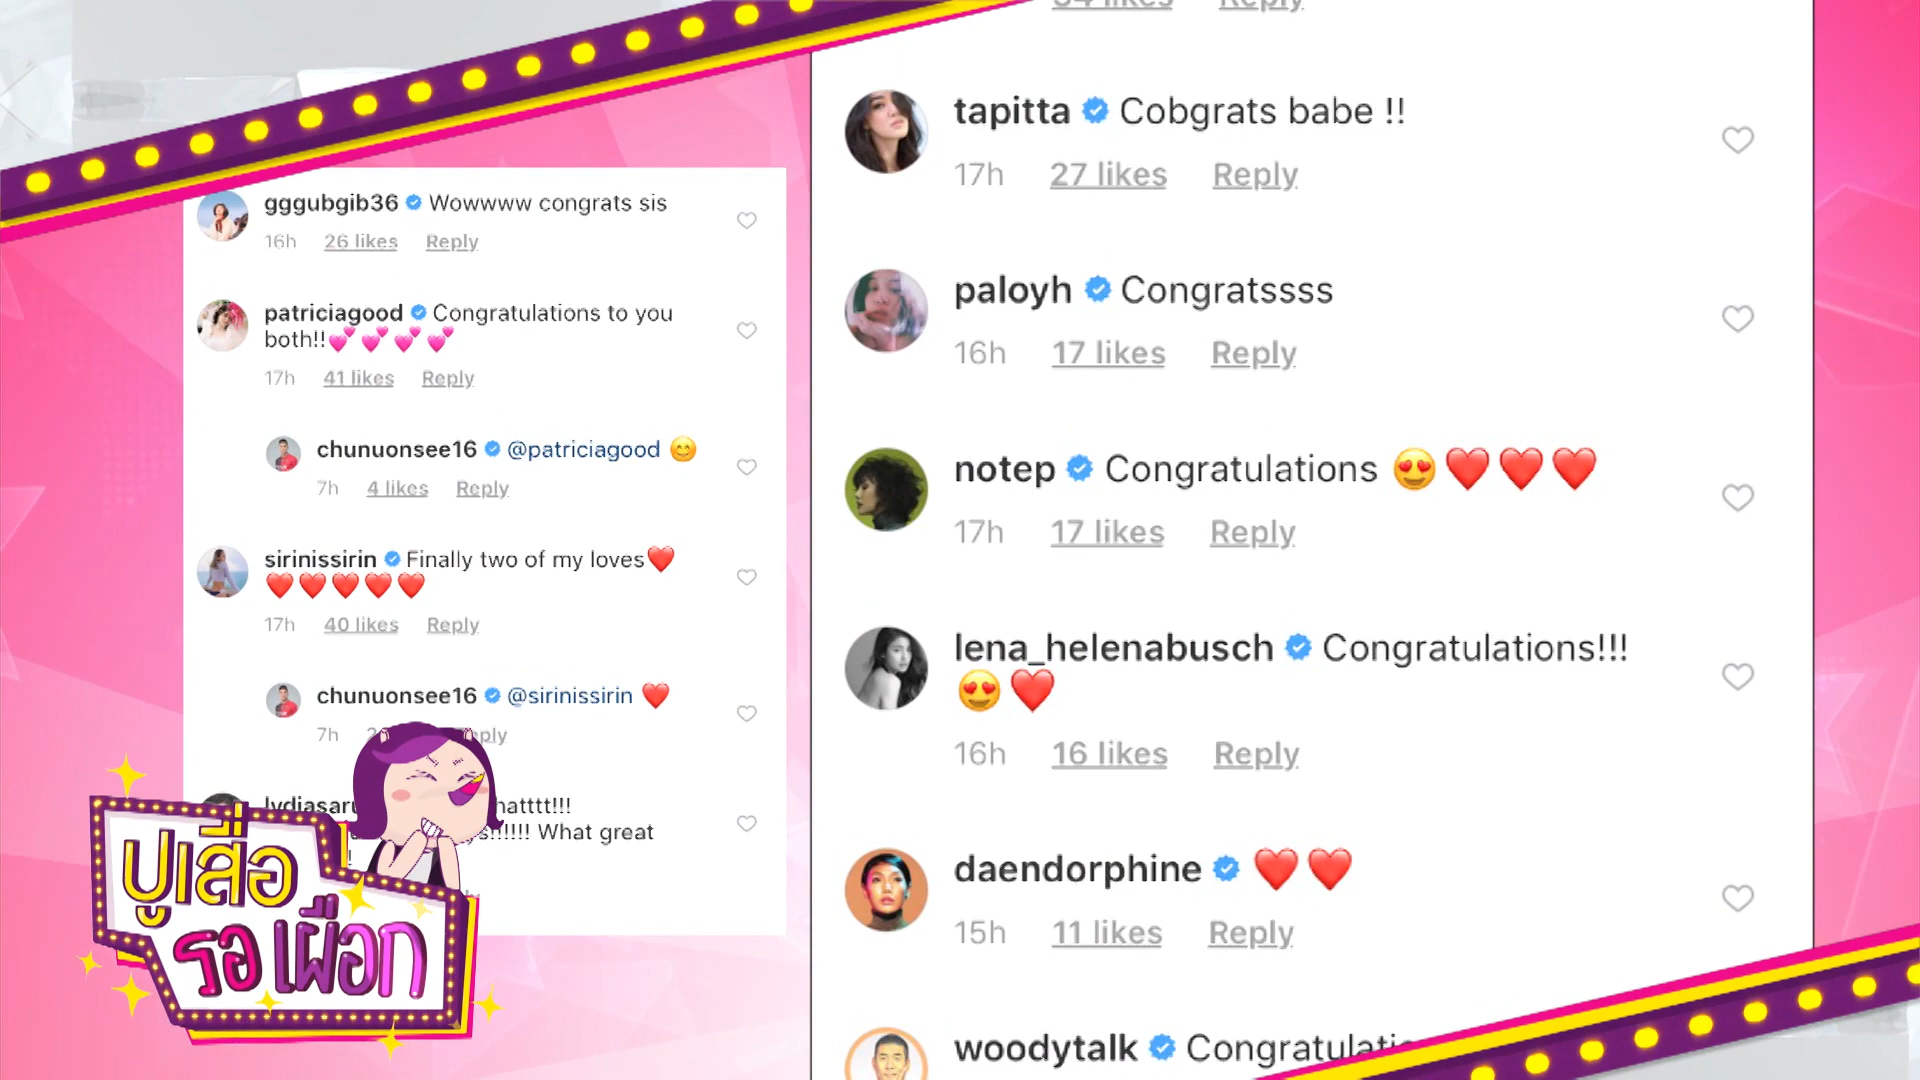 gggubgib36 Wowwww congrats sis
16h 26 likes Reply
patriciagood Congratulations to you
both!!💕💕💕💕
17h 41 likes Reply
chunuonsee16 @patriciagood 😊
7h 4 likes Reply
sirinissirin Finally two of my loves❤️
❤️❤️❤️❤️❤️
17h 40 likes Reply
chunuonsee16 @sirinissirin ❤️
7h
What great
ปูเสื่อ
รอเผือก
34 likes Reply
tapitta Cobgrats babe !!
17h 27 likes Reply
paloyh Congratssss
16h 17 likes Reply
notep Congratulations 😍❤️❤️❤️
17h 17 likes Reply
lena_helenabusch Congratulations!!!
😍❤️
16h 16 likes Reply
daendorphine ❤️❤️
15h 11 likes Reply
woodytalk